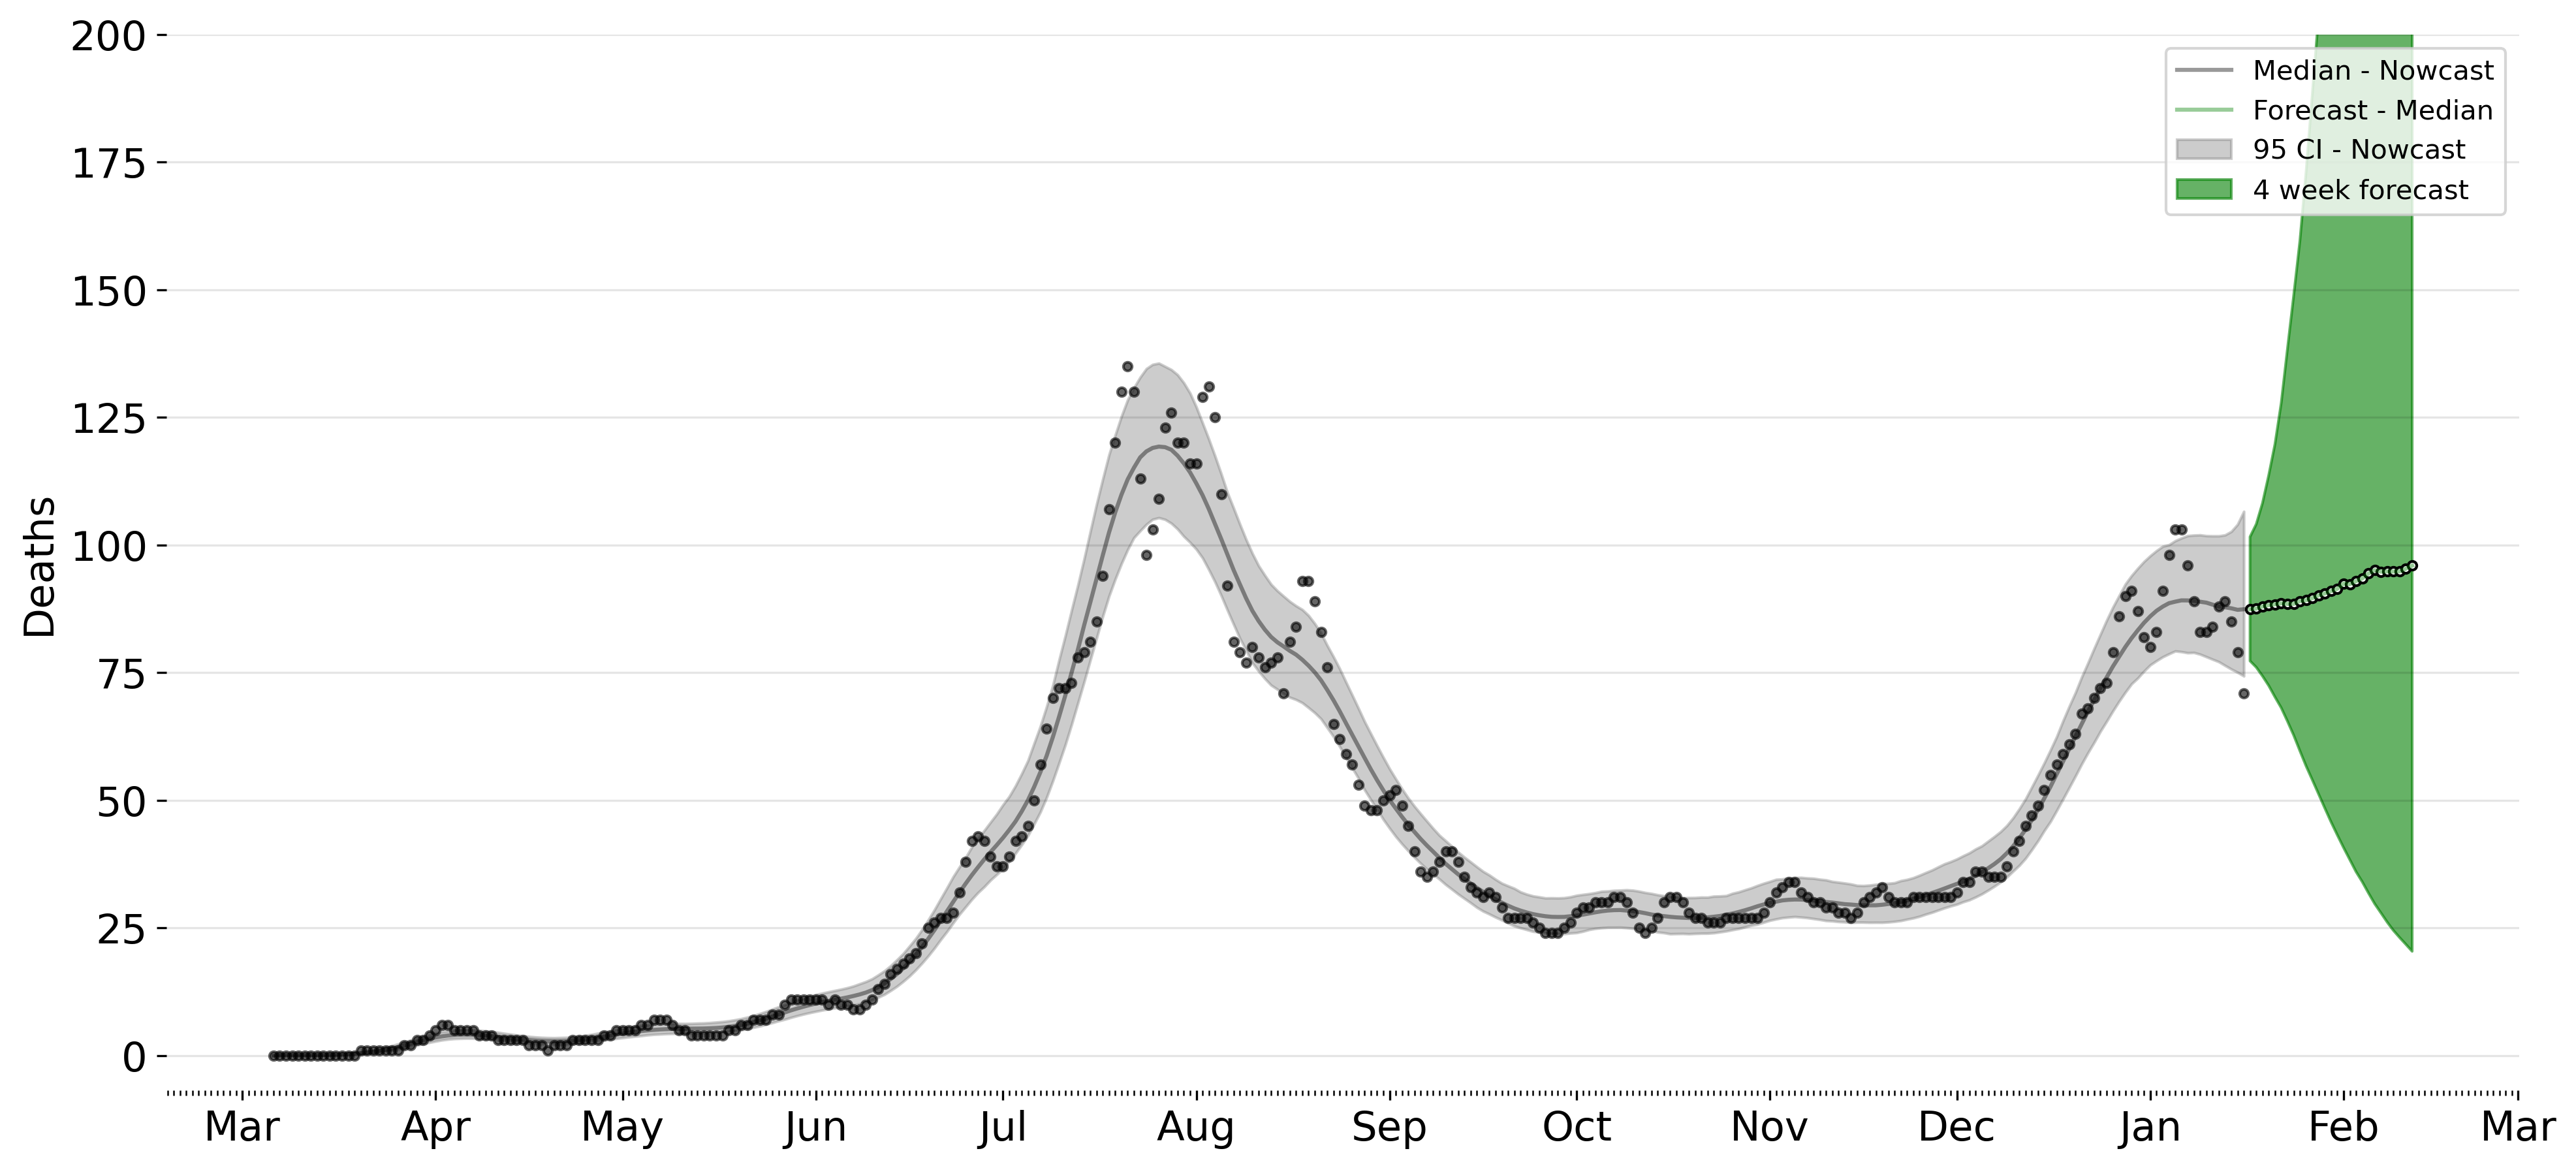 200
175
150
125
100
75
50
25
0
Deaths
Median - Nowcast
Forecast - Median
95 CI - Nowcast
4 week forecast
Mar Apr May Jun Jul Aug Sep Oct Nov Dec Jan Feb Mar